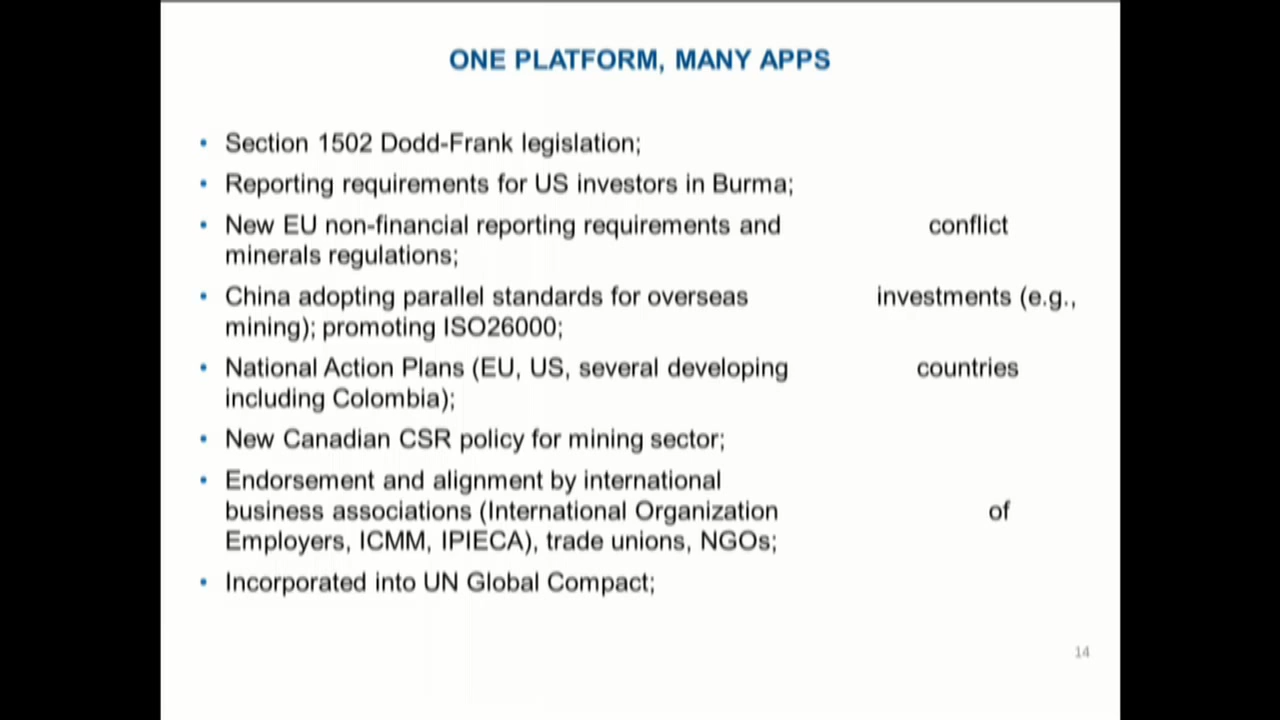 ONE PLATFORM, MANY APPS
• Section 1502 Dodd-Frank legislation;
• Reporting requirements for US investors in Burma;
• New EU non-financial reporting requirements and conflict
minerals regulations;
• China adopting parallel standards for overseas investments (e.g.,
mining); promoting ISO26000;
• National Action Plans (EU, US, several developing countries
including Colombia);
• New Canadian CSR policy for mining sector;
• Endorsement and alignment by international
business associations (International Organization of
Employers, ICMM, IPIECA), trade unions, NGOs;
• Incorporated into UN Global Compact;
14